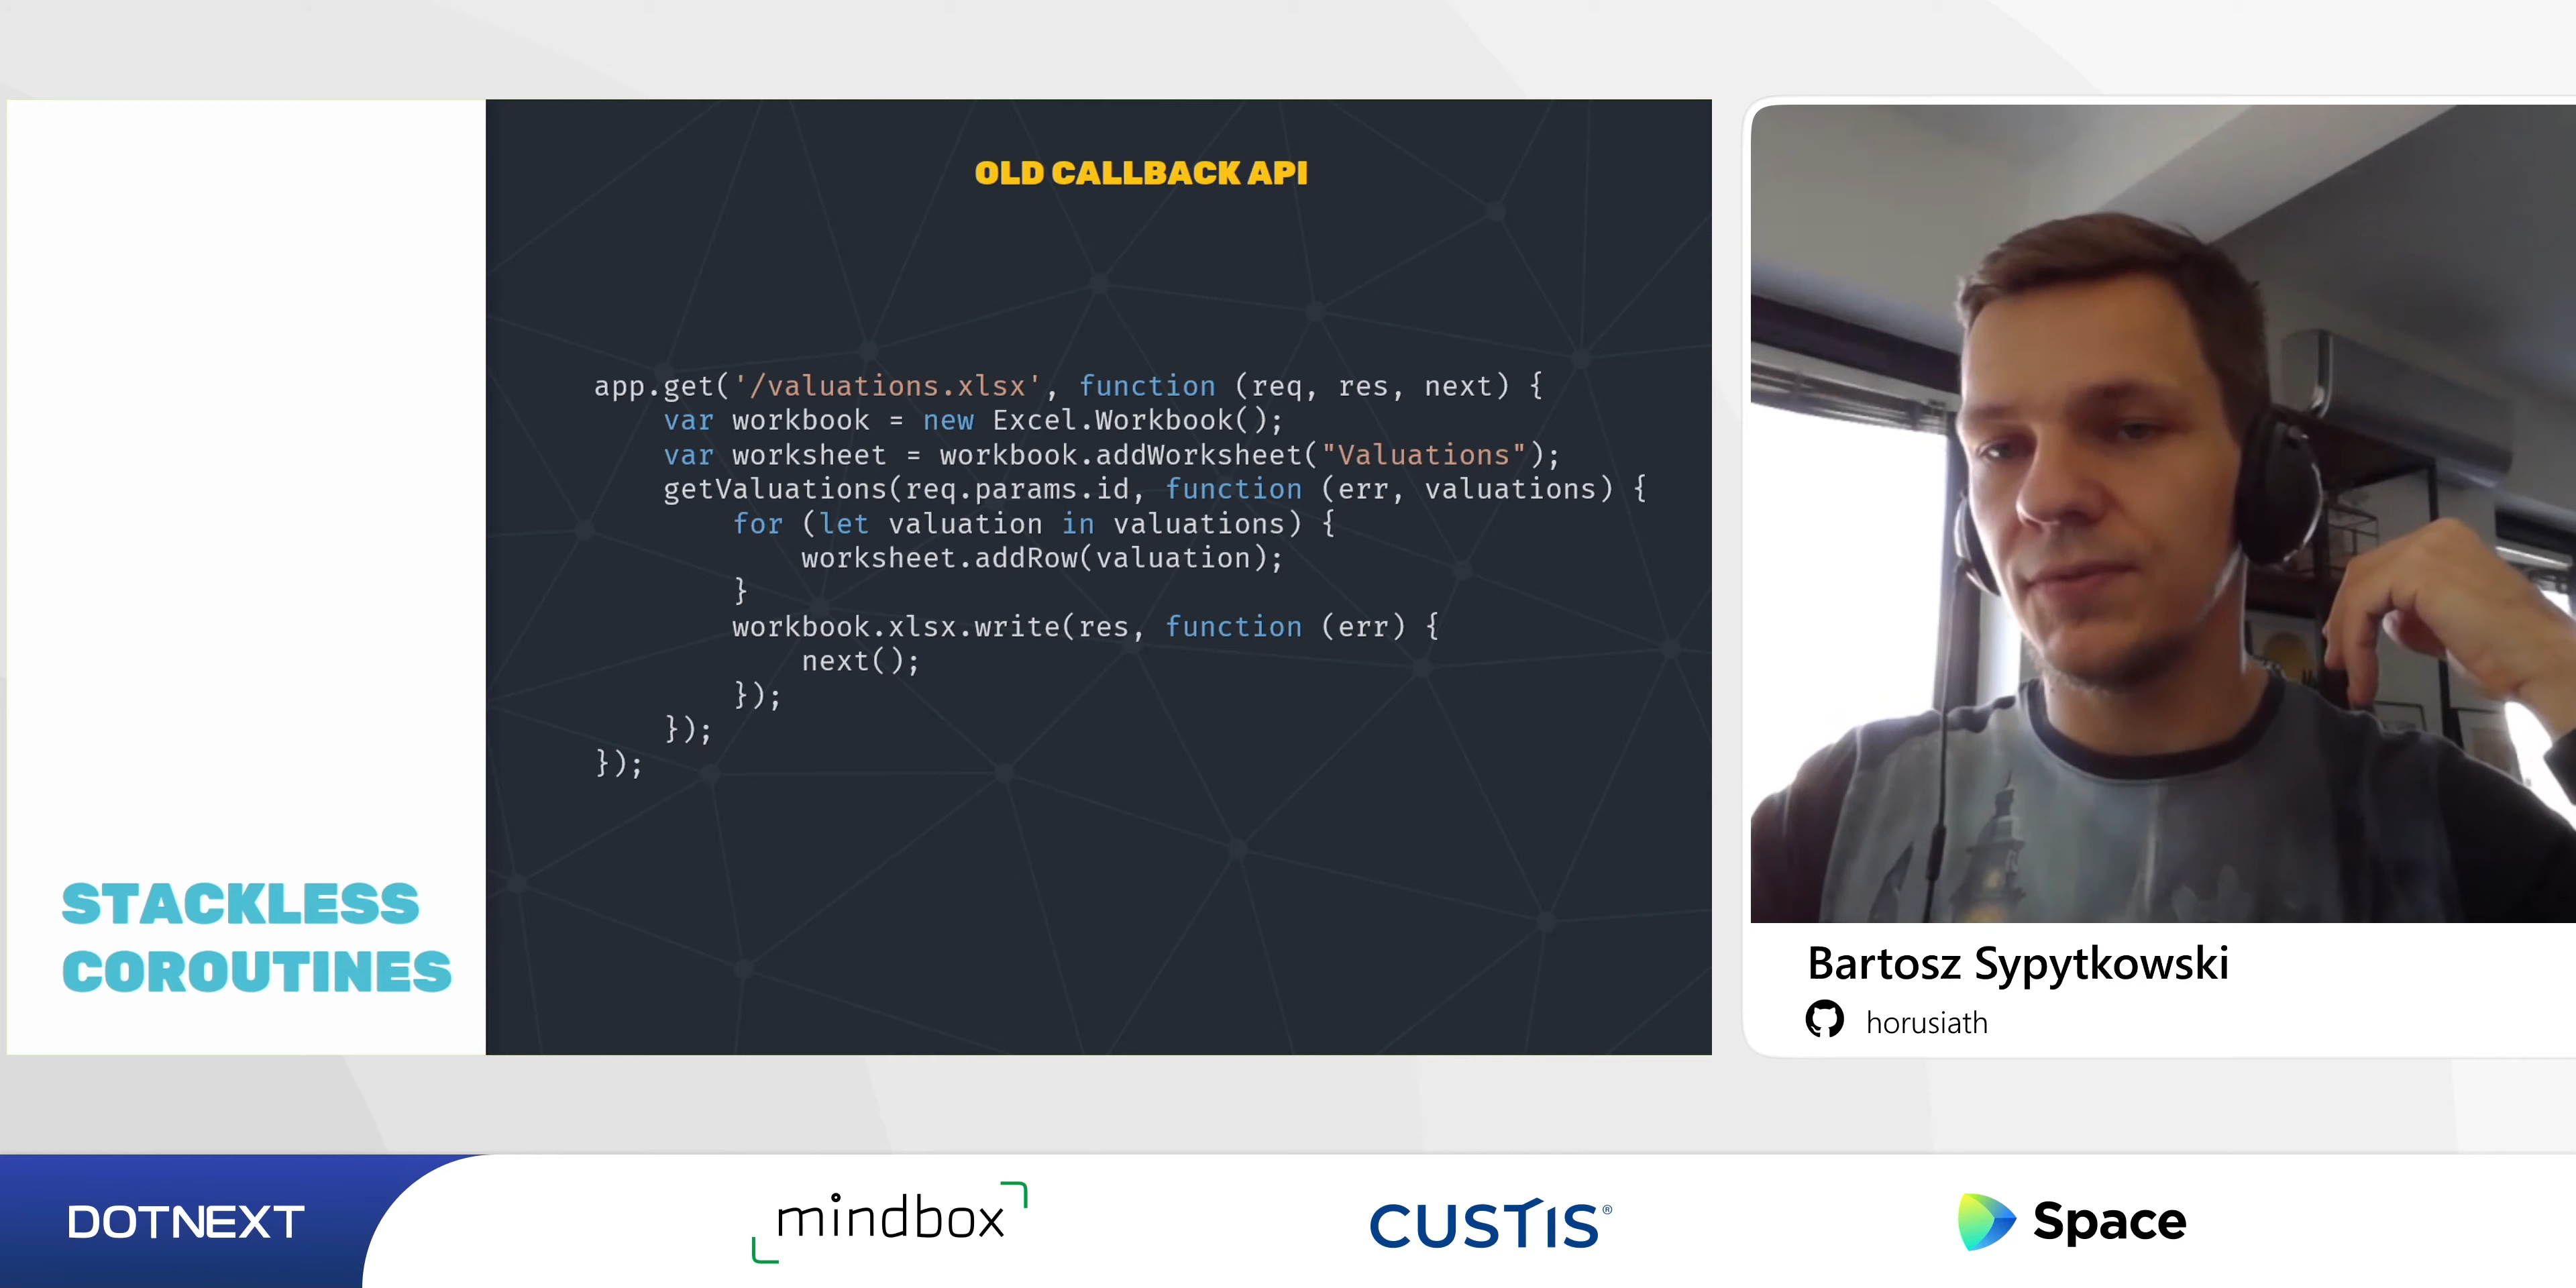 OLD CALLBACK API
app.get('/valuations.xlsx', function (req, res, next) {
    var workbook = new Excel.Workbook();
    var worksheet = workbook.addWorksheet("Valuations");
    getValuations(req.params.id, function (err, valuations) {
        for (let valuation in valuations) {
            worksheet.addRow(valuation);
        }
        workbook.xlsx.write(res, function (err) {
            next();
        });
    });
});
STACKLESS
COROUTINES
Bartosz Sypytkowski
horusiath
DOTNEXT
mindbox
CUSTIS®
Space